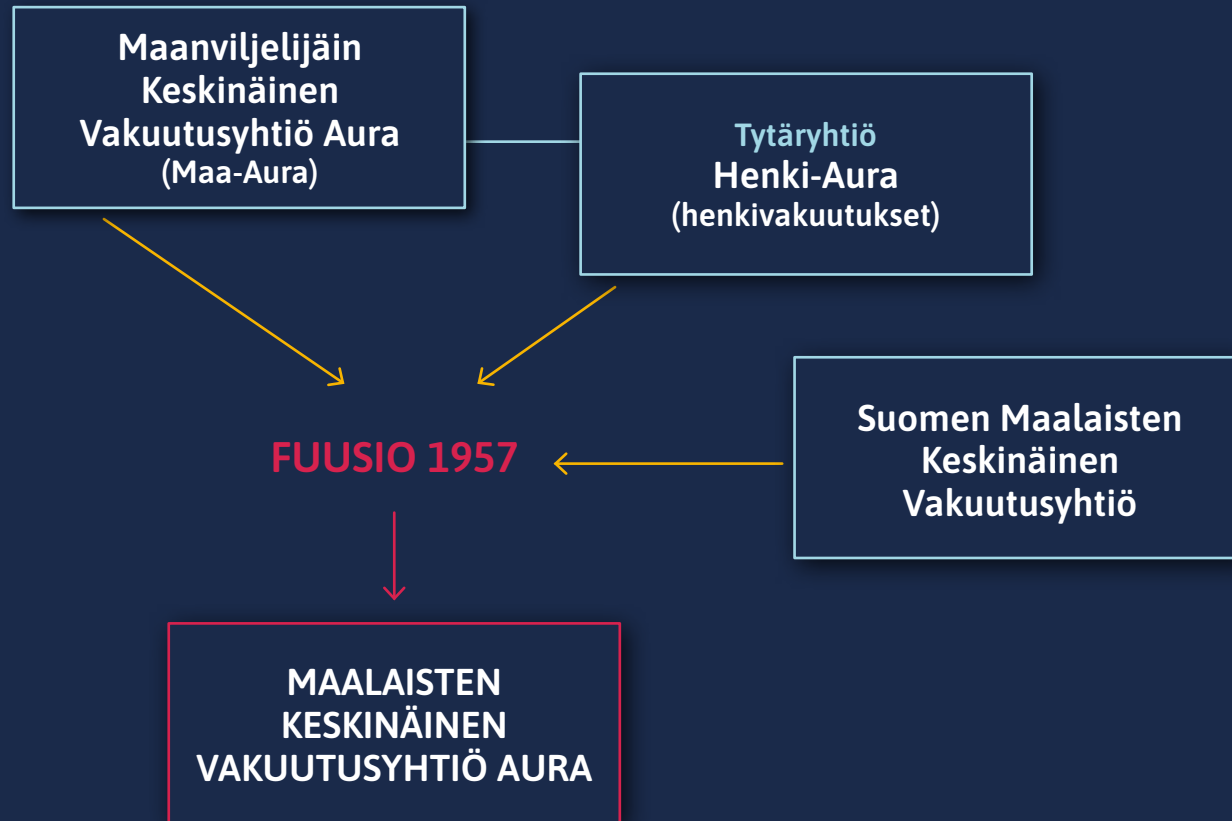 Maanviljelijäin
Keskinäinen
Vakuutusyhtiö Aura
(Maa-Aura)
Tytäryhtiö
Henki-Aura
(henkivakuutukset)
FUUSIO 1957
Suomen Maalaisten
Keskinäinen
Vakuutusyhtiö
MAALAISTEN
KESKINÄINEN
VAKUUTUSYHTIÖ AURA